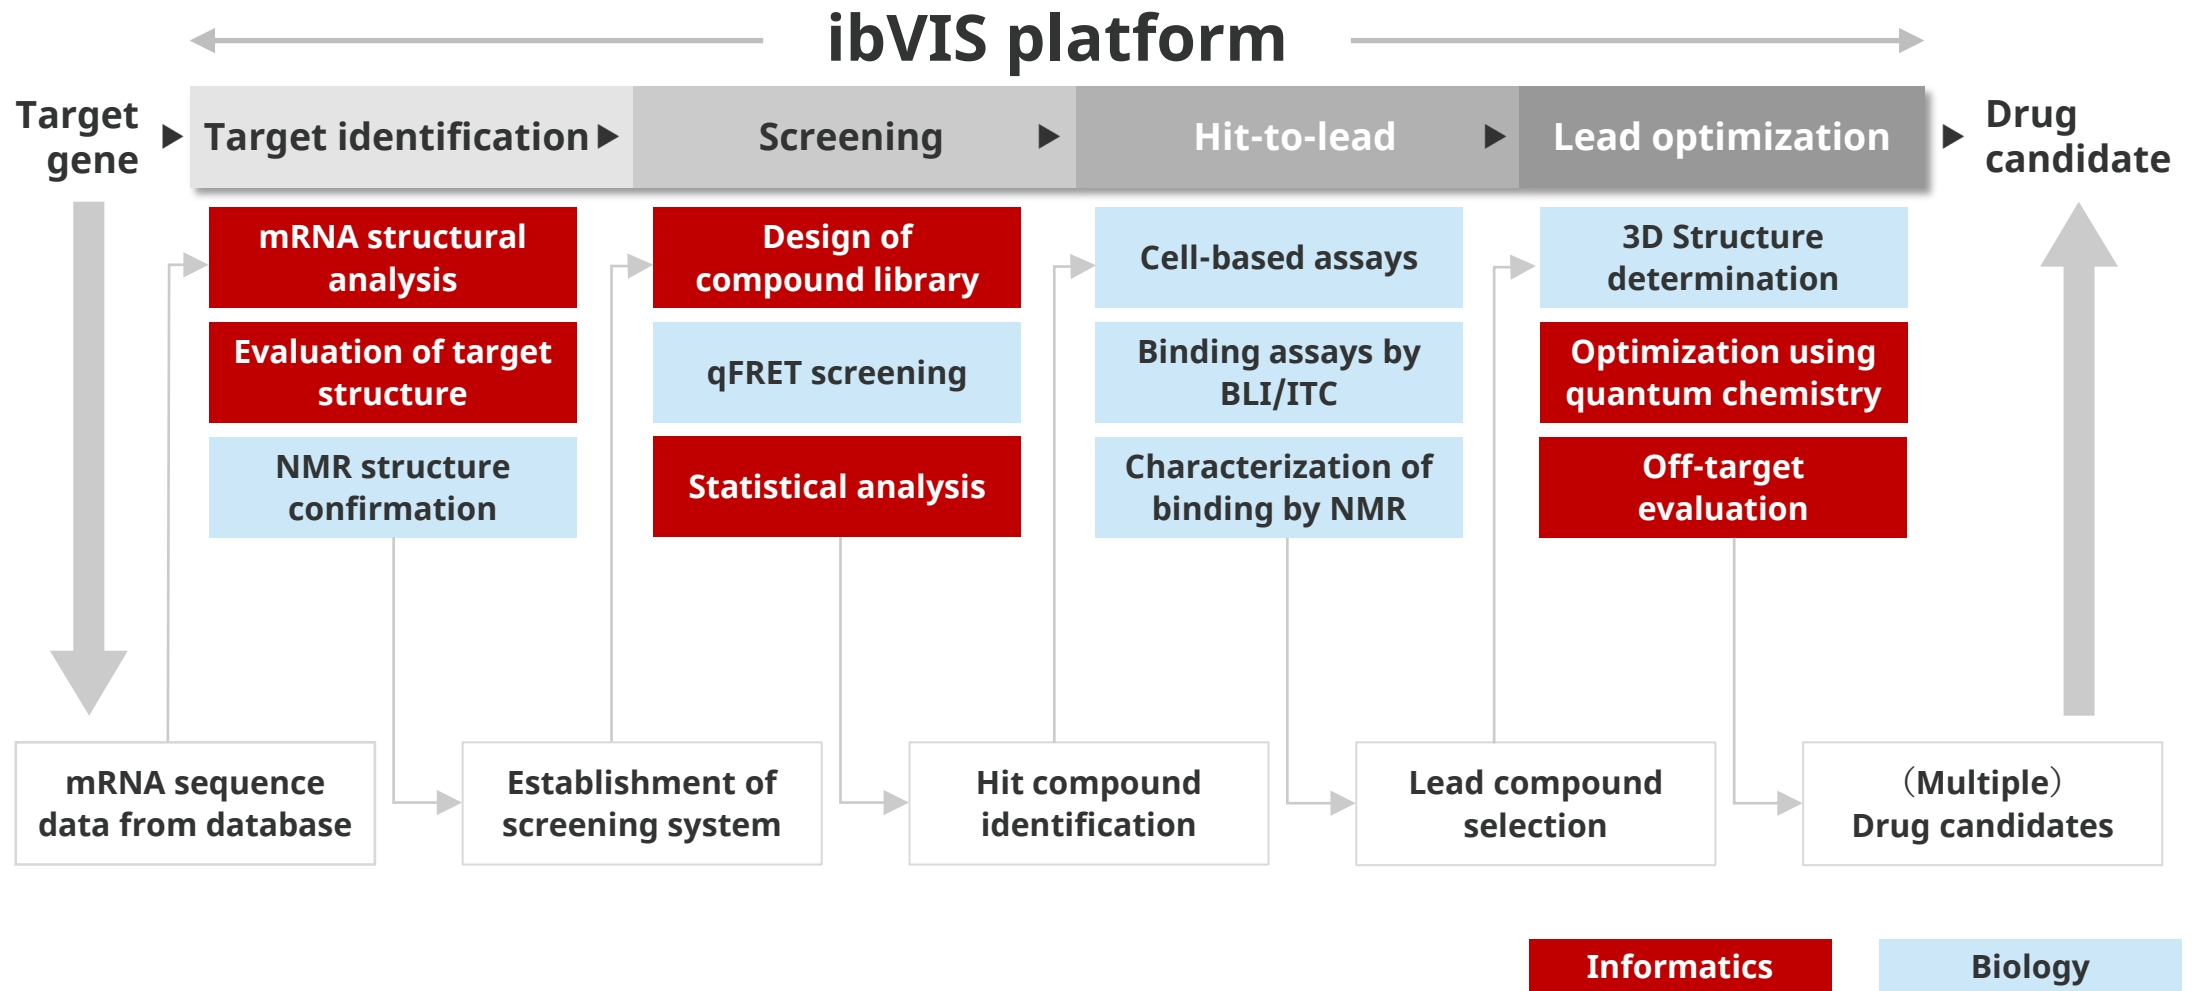 ibVIS platform
Target
gene
Target identification
Screening
Hit-to-lead
Lead optimization
Drug
candidate
mRNA structural
analysis
Evaluation of target
structure
NMR structure
confirmation
Design of
compound library
qFRET screening
Statistical analysis
Cell-based assays
Binding assays by
BLI/ITC
Characterization of
binding by NMR
3D Structure
determination
Optimization using
quantum chemistry
Off-target
evaluation
mRNA sequence
data from database
Establishment of
screening system
Hit compound
identification
Lead compound
selection
（Multiple）
Drug candidates
Informatics
Biology